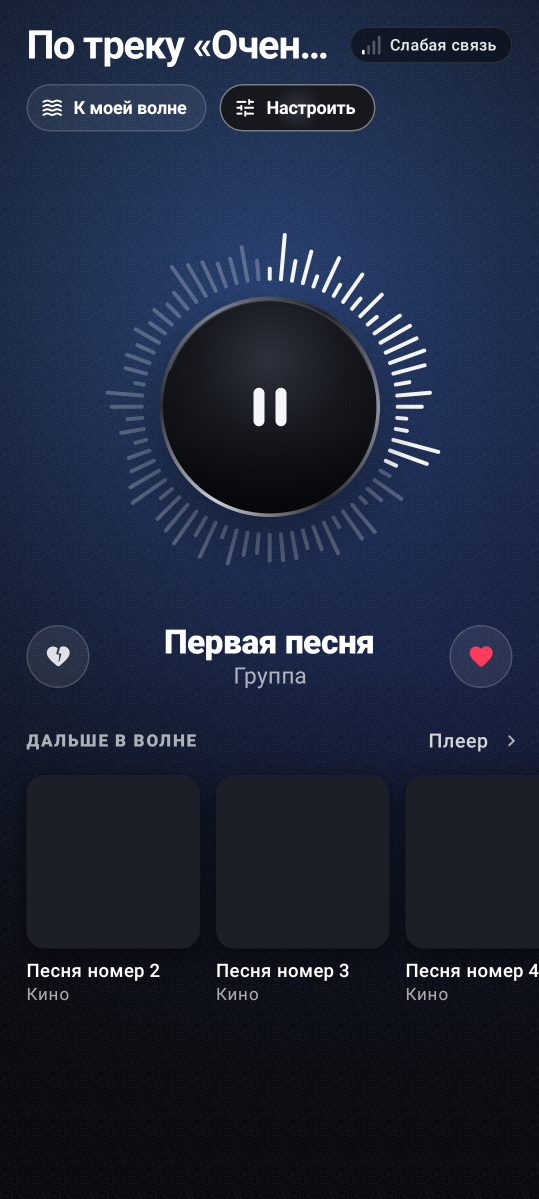 По треку «Очен...
Слабая связь
К моей волне
Настроить
Первая песня
Группа
ДАЛЬШЕ В ВОЛНЕ
Плеер
Песня номер 2
Песня номер 3
Песня номер 4
Кино
Кино
Кино